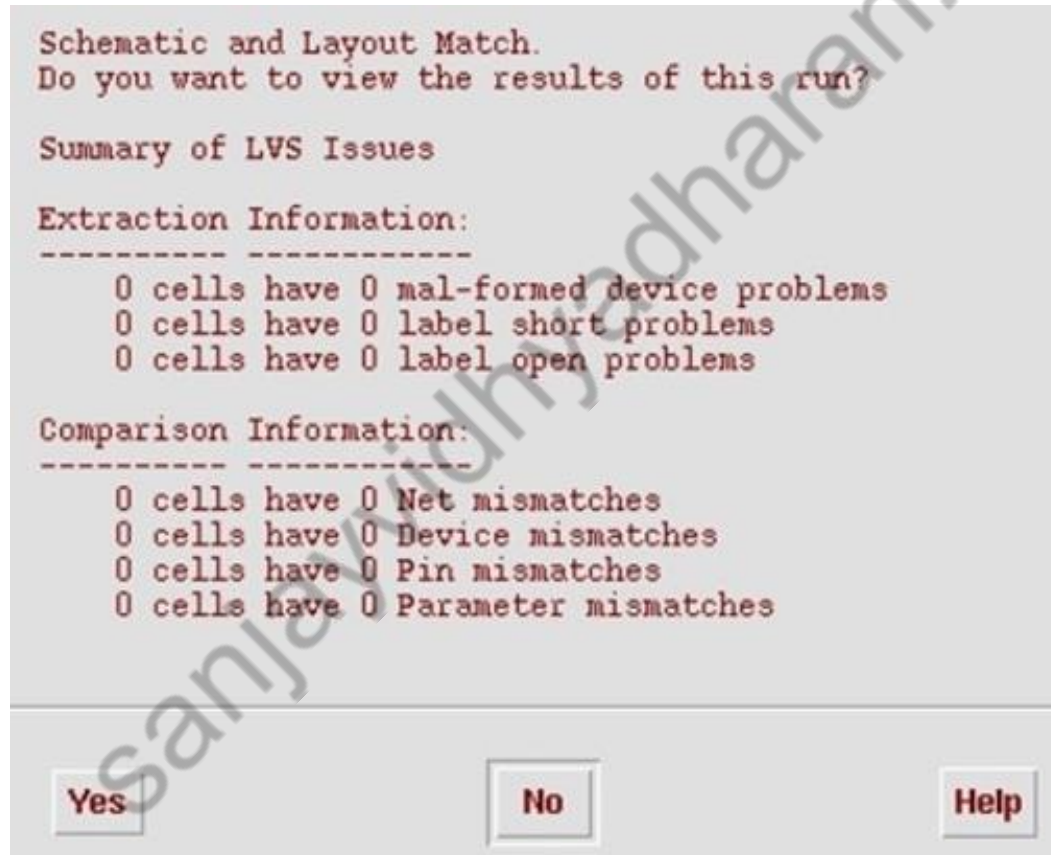 Schematic and Layout Match.
Do you want to view the results of this run?
Summary of LVS Issues
Extraction Information:
---------- ------------
0 cells have 0 mal-formed device problems
0 cells have 0 label short problems
0 cells have 0 label open problems
Comparison Information:
---------- ------------
0 cells have 0 Net mismatches
0 cells have 0 Device mismatches
0 cells have 0 Pin mismatches
0 cells have 0 Parameter mismatches
Yes No Help
sanjayvidhyadharan